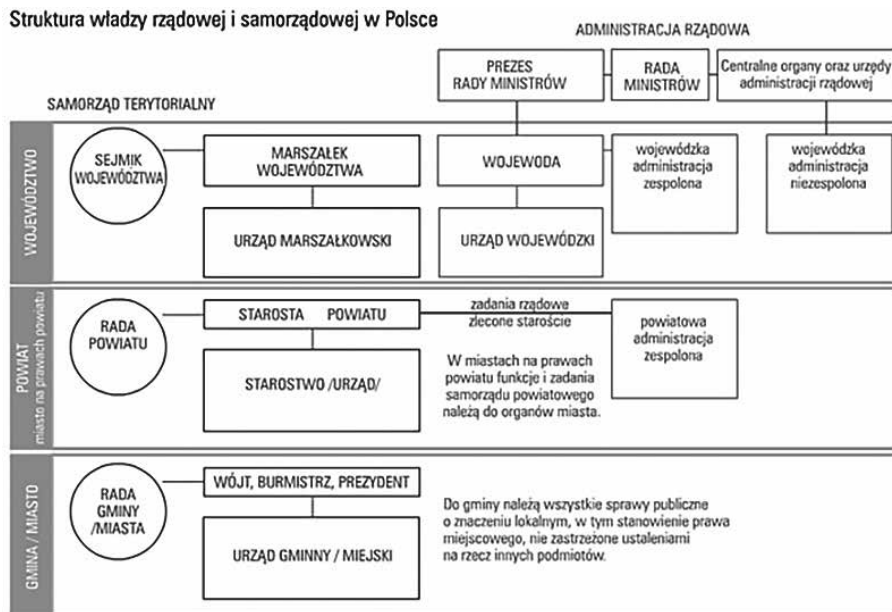 Struktura władzy rządowej i samorządowej w Polsce
ADMINISTRACJA RZĄDOWA
PREZES
RADY MINISTRÓW
RADA
MINISTRÓW
Centralne organy oraz urzędy
administracji rządowej
SAMORZĄD TERYTORIALNY
WOJEWÓDZTWO
SEJMIK
WOJEWÓDZTWA
MARSZAŁEK
WOJEWÓDZTWA
WOJEWODA
wojewódzka
administracja
zespolona
wojewódzka
administracja
niezespolona
URZĄD MARSZAŁKOWSKI
URZĄD WOJEWÓDZKI
POWIAT
miasto na prawach powiatu
RADA
POWIATU
STAROSTA POWIATU
zadania rządowe
zlecone staroście
powiatowa
administracja
zespolona
STAROSTWO /URZĄD/
W miastach na prawach
powiatu funkcje i zadania
samorządu powiatowego
należą do organów miasta.
GMINA / MIASTO
RADA
GMINY
/MIASTA
WÓJT, BURMISTRZ, PREZYDENT
URZĄD GMINNY / MIEJSKI
Do gminy należą wszystkie sprawy publiczne
o znaczeniu lokalnym, w tym stanowienie prawa
miejscowego, nie zastrzeżone ustaleniami
na rzecz innych podmiotów.